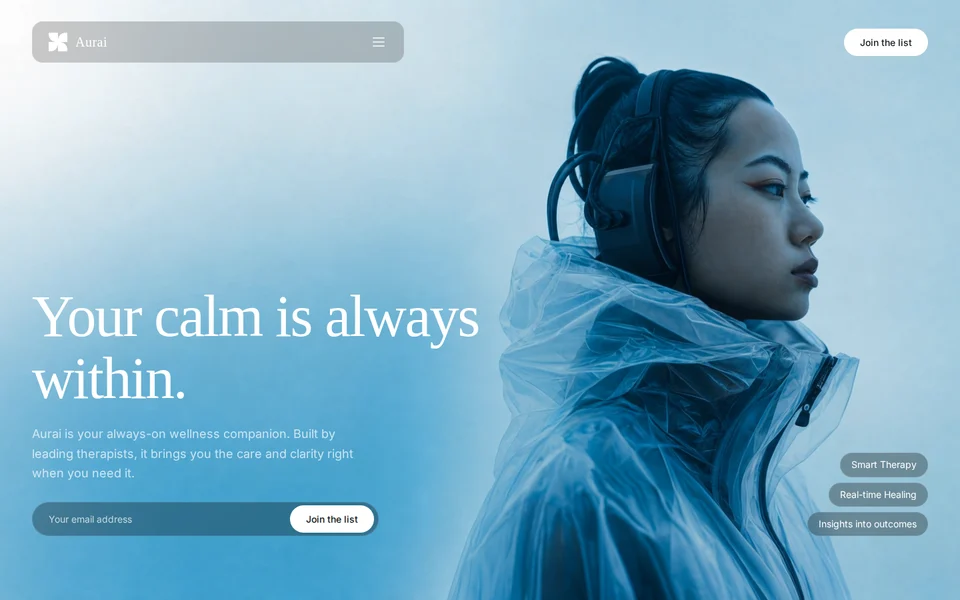 Aurai
Join the list
Your calm is always
within.
Aurai is your always-on wellness companion. Built by
leading therapists, it brings you the care and clarity right
when you need it.
Your email address
Join the list
Smart Therapy
Real-time Healing
Insights into outcomes